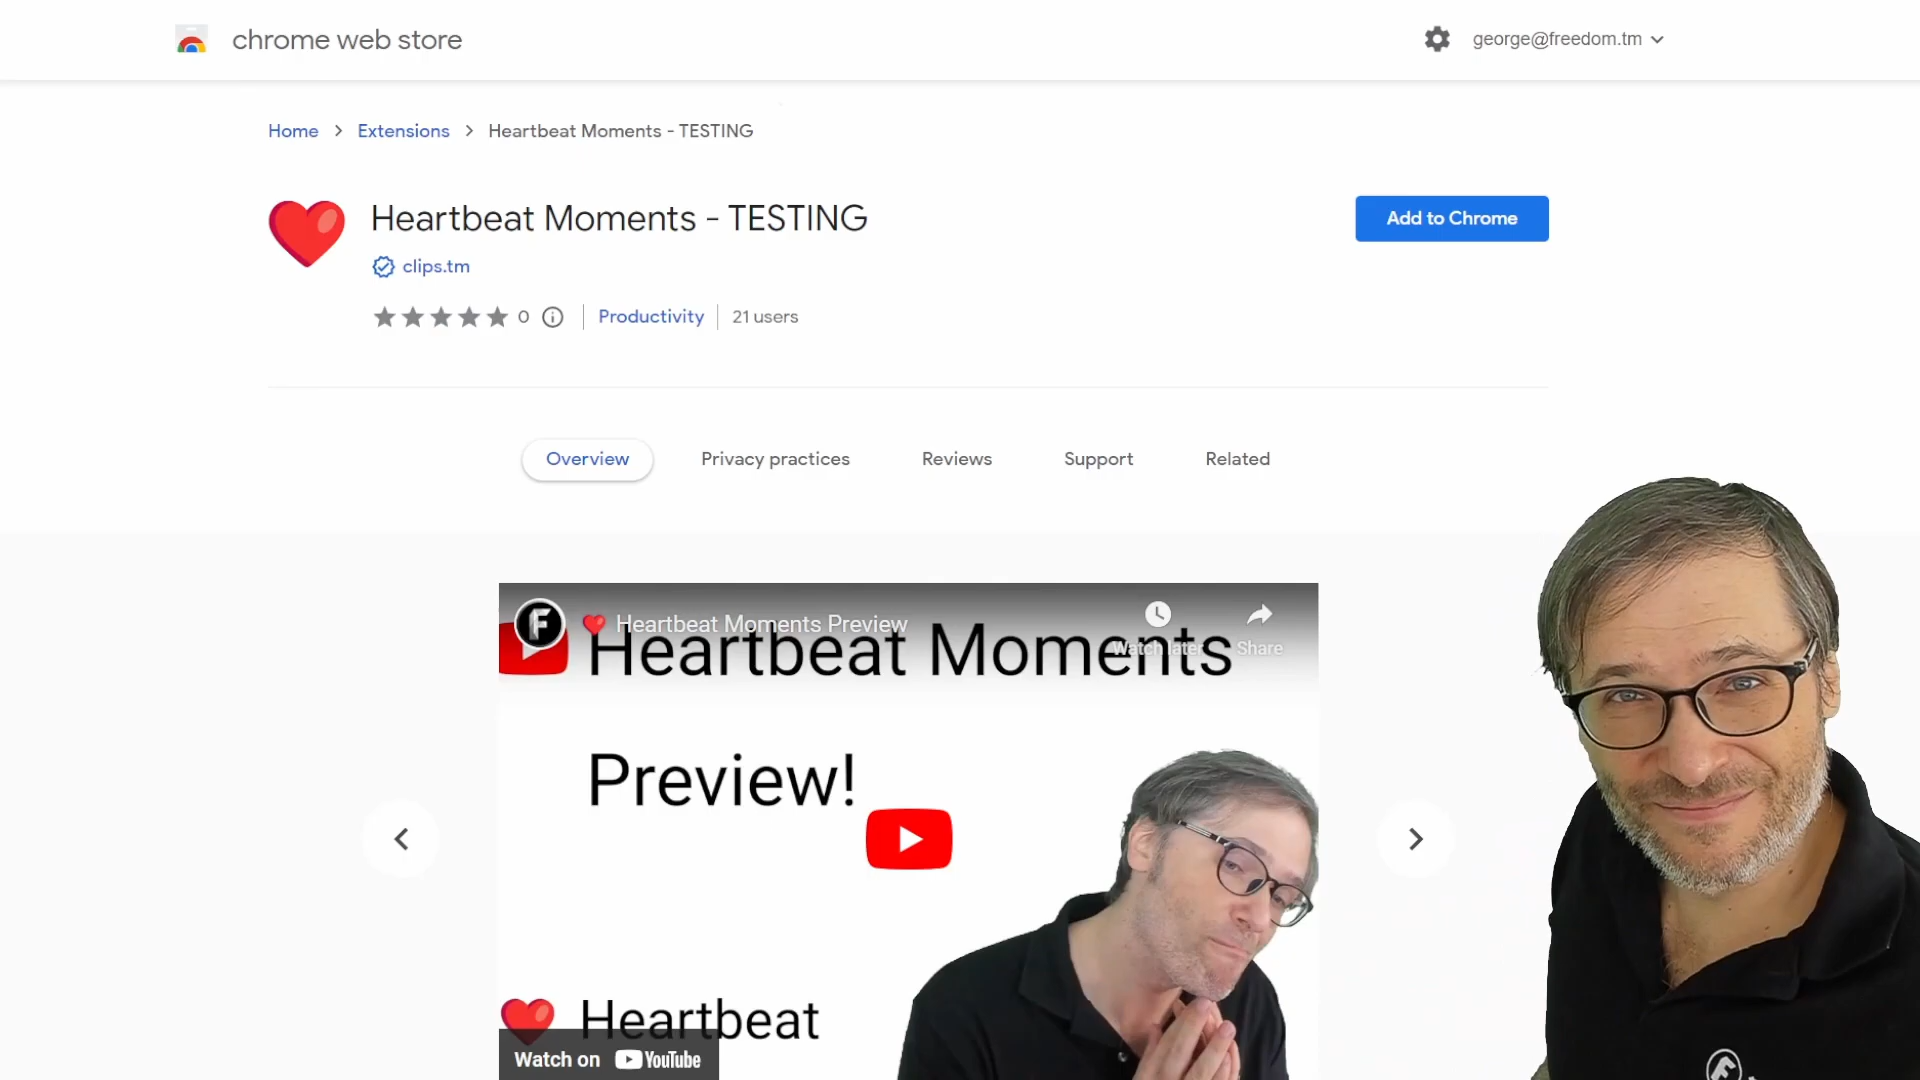 chrome web store
george@freedom.tm
Home > Extensions > Heartbeat Moments - TESTING
Heartbeat Moments - TESTING
Add to Chrome
clips.tm
0
Productivity
21 users
Overview
Privacy practices
Reviews
Support
Related
F
Heartbeat Moments Preview
Watch later
Share
Heartbeat Moments
Preview!
Heartbeat
Watch on YouTube
F